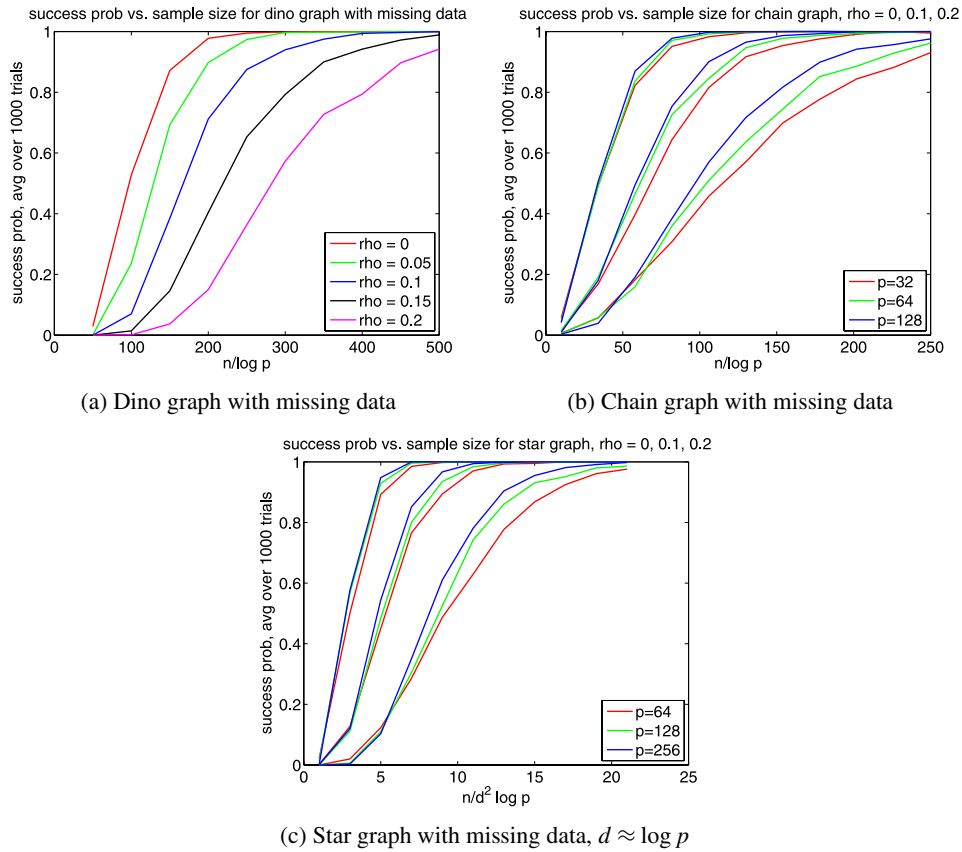 success prob vs. sample size for dino graph with missing data
success prob, avg over 1000 trials
1
0.8
0.6
0.4
0.2
0
0 100 200 300 400 500
n/log p
rho = 0
rho = 0.05
rho = 0.1
rho = 0.15
rho = 0.2
(a) Dino graph with missing data
success prob vs. sample size for chain graph, rho = 0, 0.1, 0.2
success prob, avg over 1000 trials
1
0.8
0.6
0.4
0.2
0
0 50 100 150 200 250
n/log p
p=32
p=64
p=128
(b) Chain graph with missing data
success prob vs. sample size for star graph, rho = 0, 0.1, 0.2
success prob, avg over 1000 trials
1
0.8
0.6
0.4
0.2
0
0 5 10 15 20 25
n/d² log p
p=64
p=128
p=256
(c) Star graph with missing data, d ≈ log p